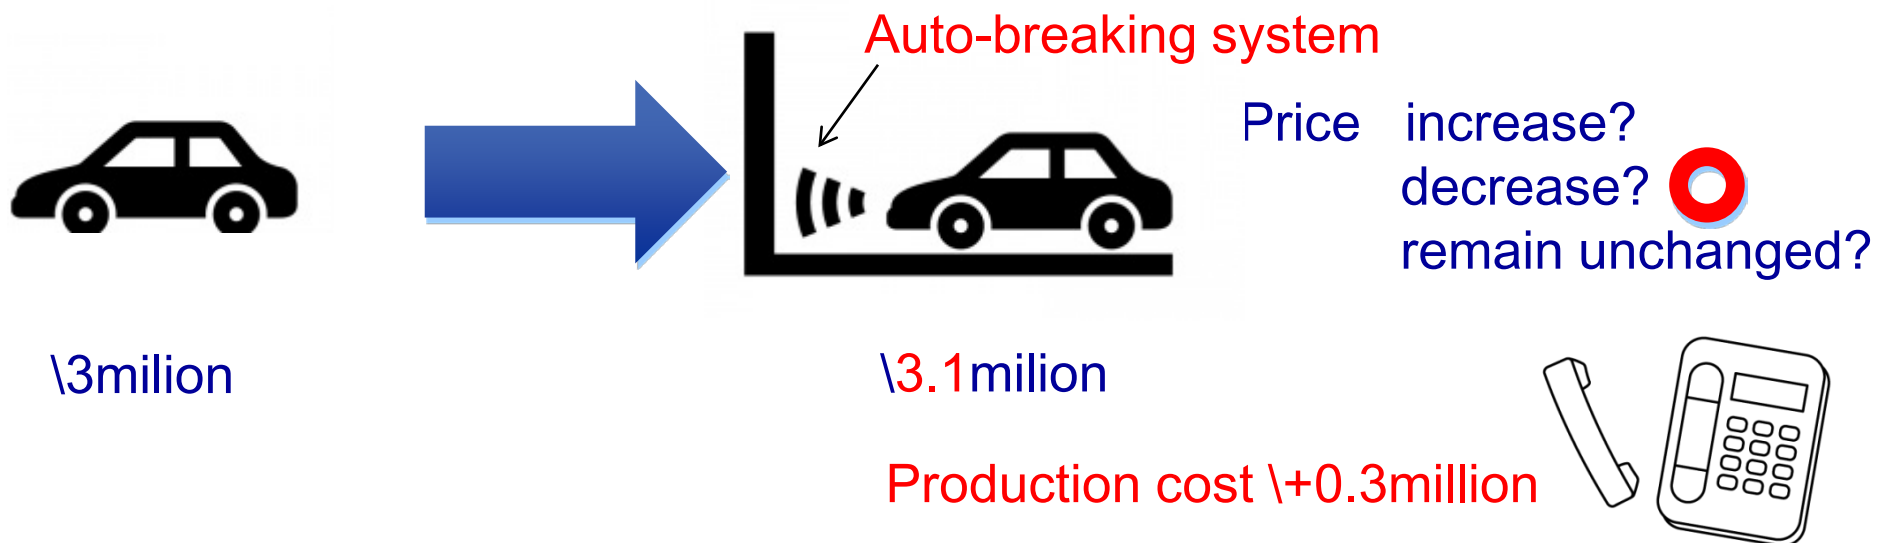 Auto-breaking system
Price increase?
decrease?
remain unchanged?
\3milion
\3.1milion
Production cost \+0.3million